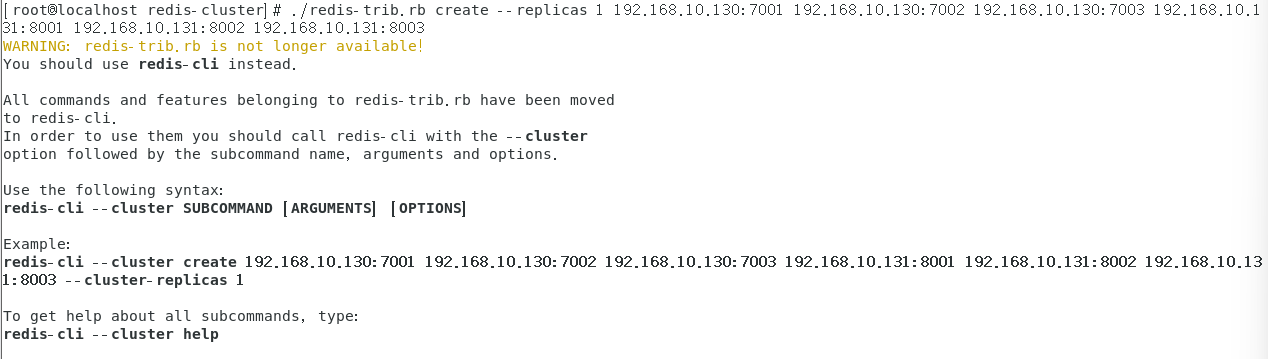 [root@localhost redis-cluster]# ./redis-trib.rb create --replicas 1 192.168.10.130:7001 192.168.10.130:7002 192.168.10.130:7003 192.168.10.1
31:8001 192.168.10.131:8002 192.168.10.131:8003
WARNING: redis-trib.rb is not longer available!
You should use redis-cli instead.
All commands and features belonging to redis-trib.rb have been moved
to redis-cli.
In order to use them you should call redis-cli with the --cluster
option followed by the subcommand name, arguments and options.
Use the following syntax:
redis-cli --cluster SUBCOMMAND [ARGUMENTS] [OPTIONS]
Example:
redis-cli --cluster create 192.168.10.130:7001 192.168.10.130:7002 192.168.10.130:7003 192.168.10.131:8001 192.168.10.131:8002 192.168.10.13
1:8003 --cluster-replicas 1
To get help about all subcommands, type:
redis-cli --cluster help